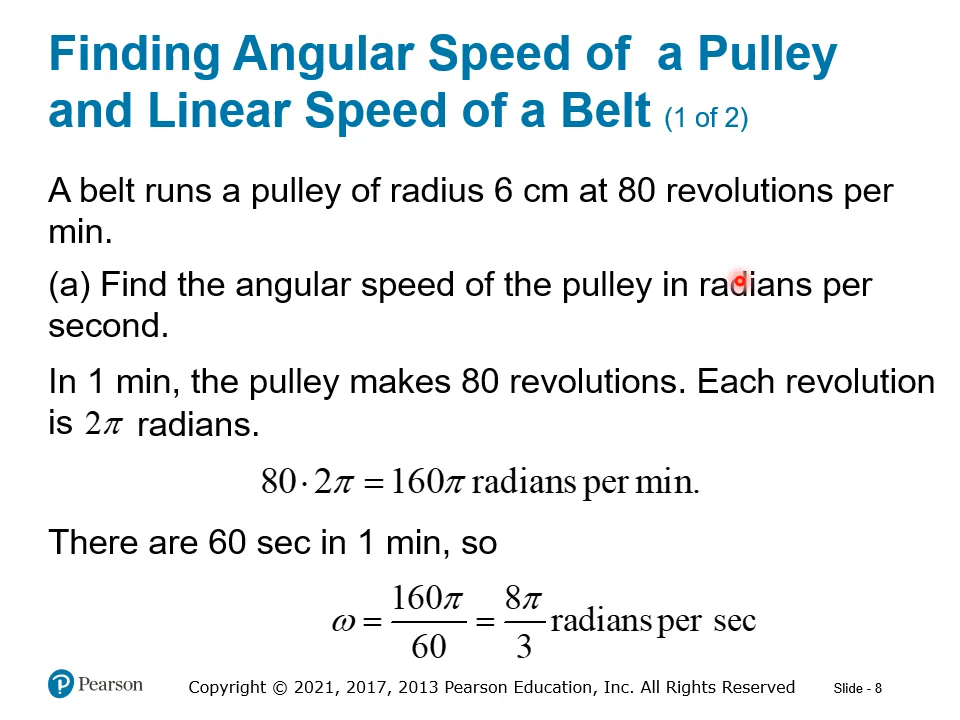 Finding Angular Speed of a Pulley
and Linear Speed of a Belt (1 of 2)
A belt runs a pulley of radius 6 cm at 80 revolutions per
min.
(a) Find the angular speed of the pulley in radians per
second.
In 1 min, the pulley makes 80 revolutions. Each revolution
is 2π radians.
80 · 2π = 160π radians per min.
There are 60 sec in 1 min, so
ω = 160π/60 = 8π/3 radians per sec
P Pearson Copyright © 2021, 2017, 2013 Pearson Education, Inc. All Rights Reserved Slide - 8